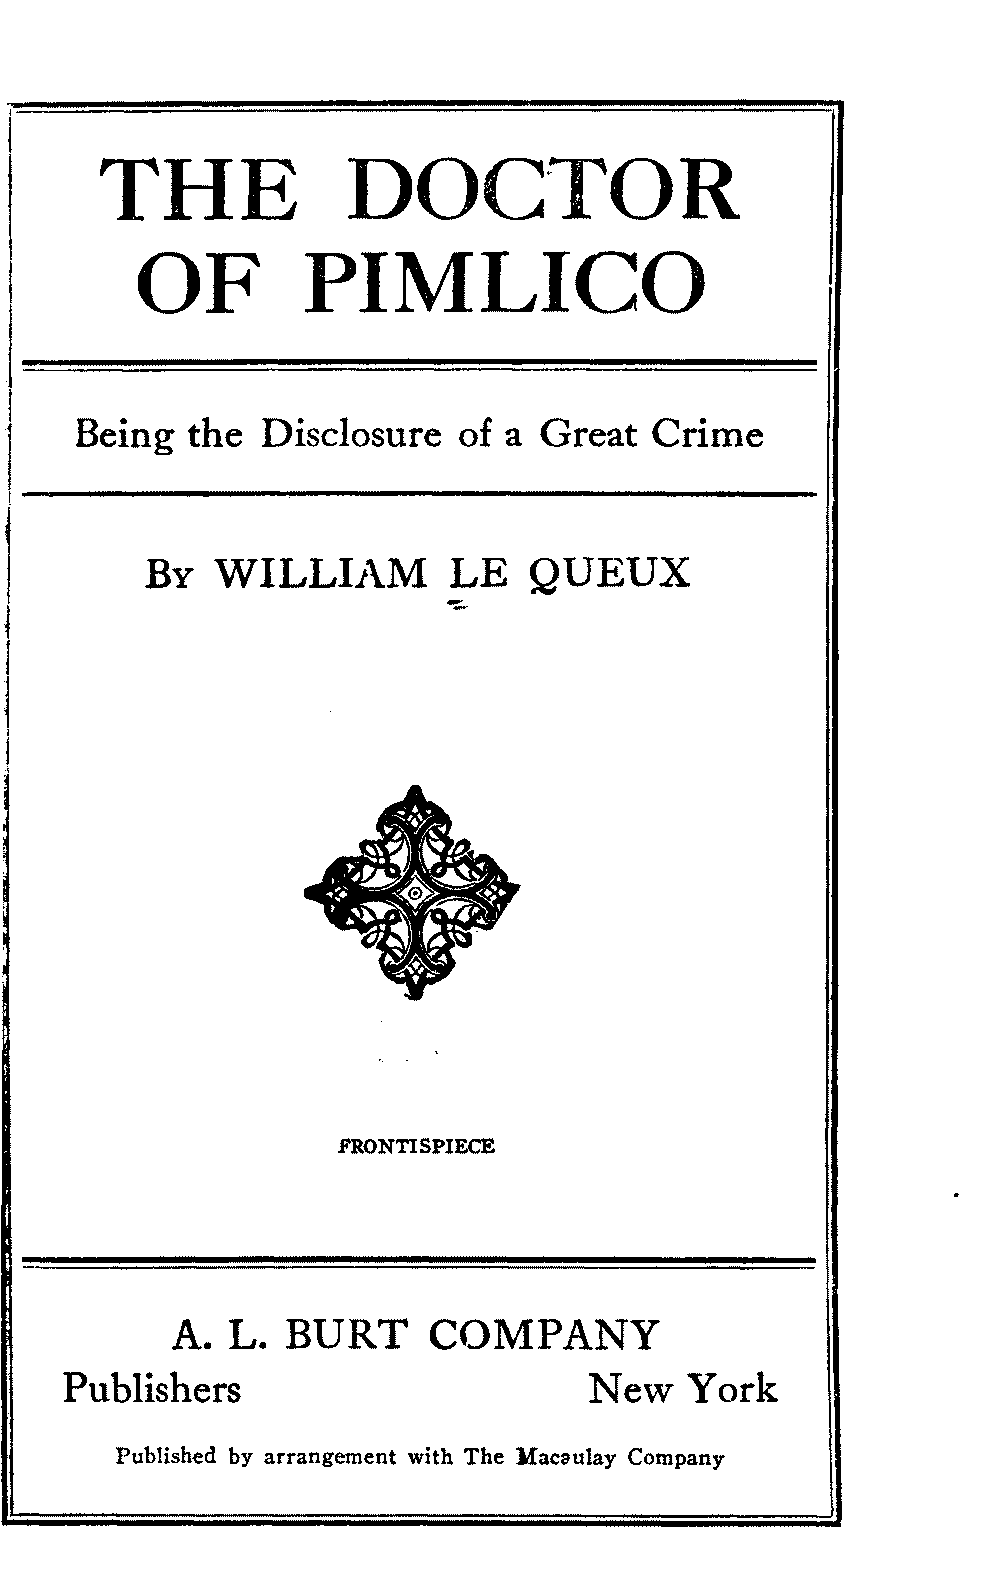 THE DOCTOR
OF PIMLICO
Being the Disclosure of a Great Crime
By WILLIAM LE QUEUX
FRONTISPIECE
A. L. BURT COMPANY
Publishers New York
Published by arrangement with The Macaulay Company